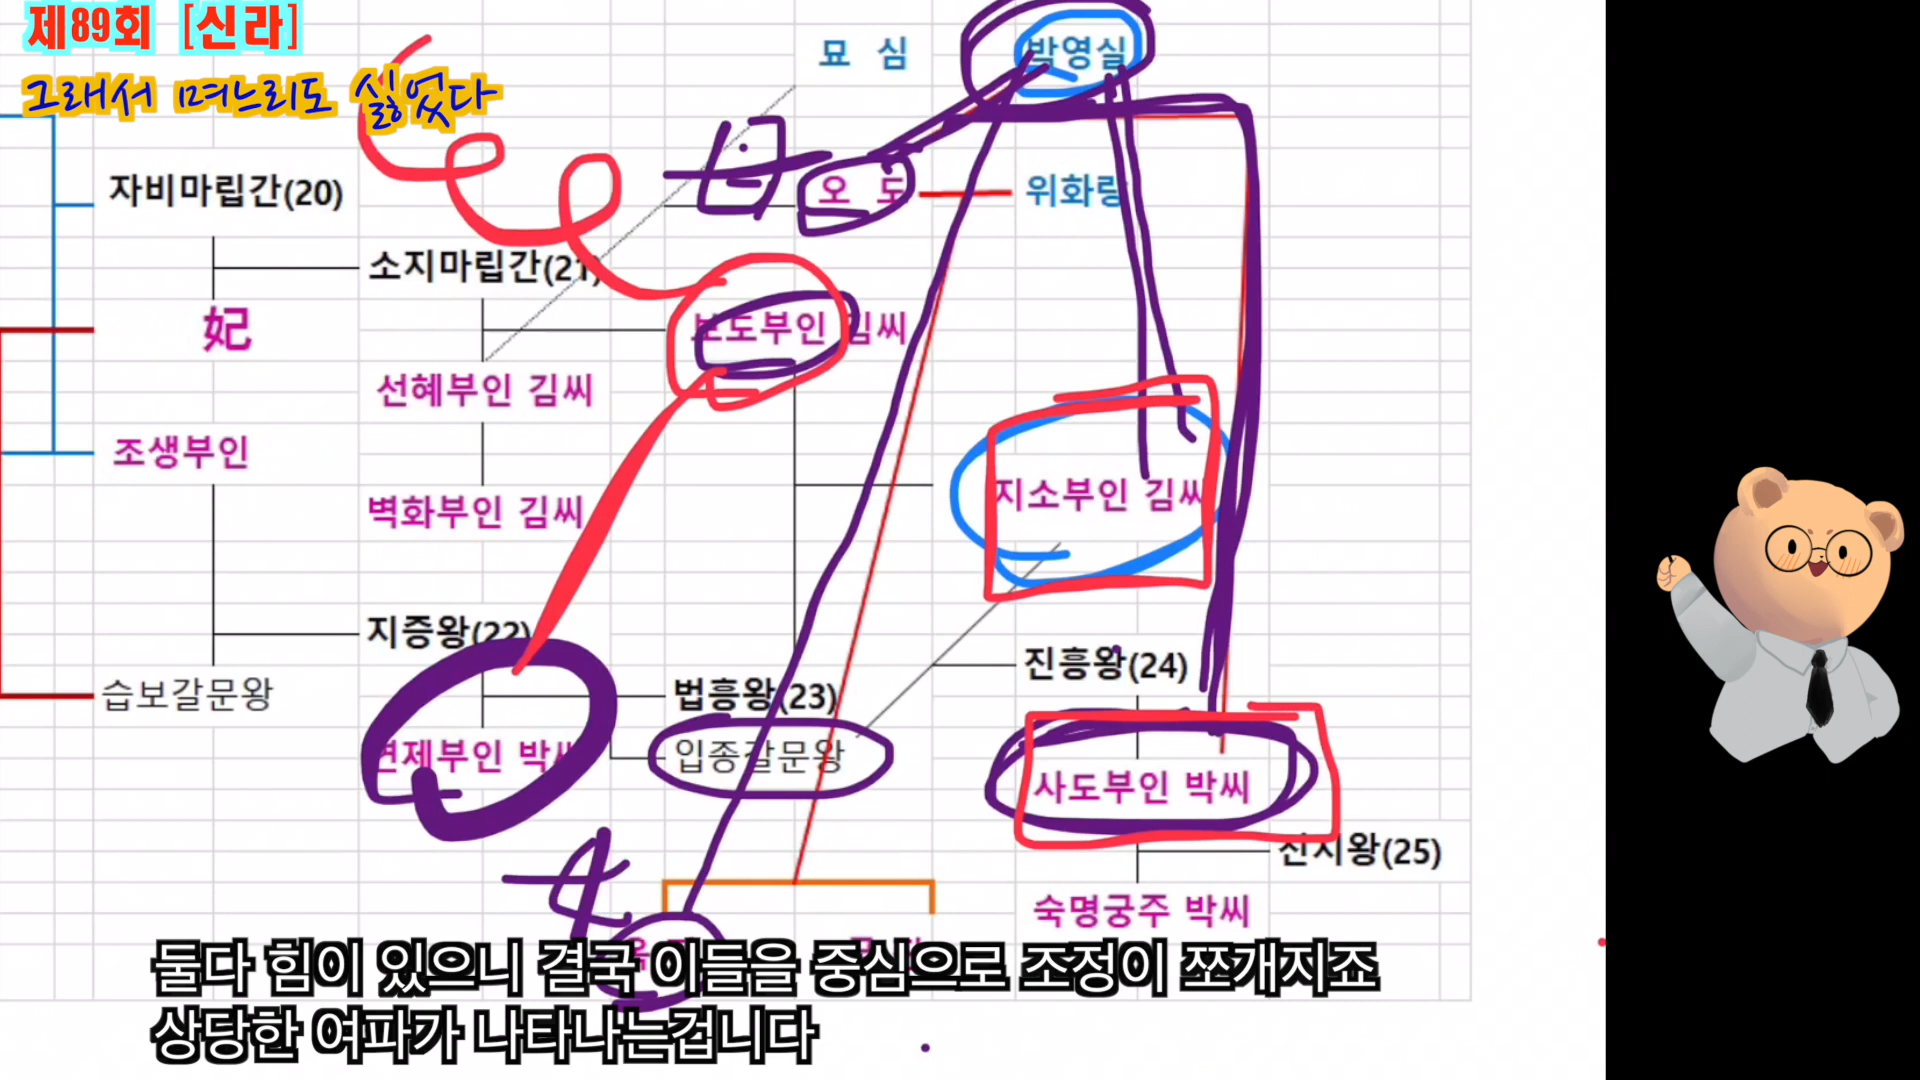 제89회 [신라]
그래서 며느리도 싫었다
묘 심
박영실
자비마립간(20)
오 도
위화랑
소지마립간(21)
妃
보도부인 김씨
선혜부인 김씨
조생부인
벽화부인 김씨
지소부인 김씨
지증왕(22)
습보갈문왕
법흥왕(23)
진흥왕(24)
연제부인 박씨
입종갈문왕
사도부인 박씨
진지왕(25)
숙명궁주 박씨
둘다 힘이 있으니 결국 이들을 중심으로 조정이 쪼개지죠
상당한 여파가 나타나는겁니다